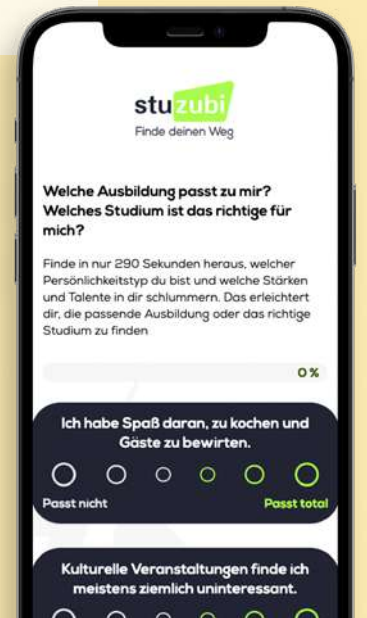 stuzubi
Finde deinen Weg
Welche Ausbildung passt zu mir?
Welches Studium ist das richtige für
mich?
Finde in nur 290 Sekunden heraus, welcher
Persönlichkeitstyp du bist und welche Stärken
und Talente in dir schlummern. Das erleichtert
dir, die passende Ausbildung oder das richtige
Studium zu finden
0 %
Ich habe Spaß daran, zu kochen und
Gäste zu bewirten.
Passt nicht Passt total
Kulturelle Veranstaltungen finde ich
meistens ziemlich uninteressant.